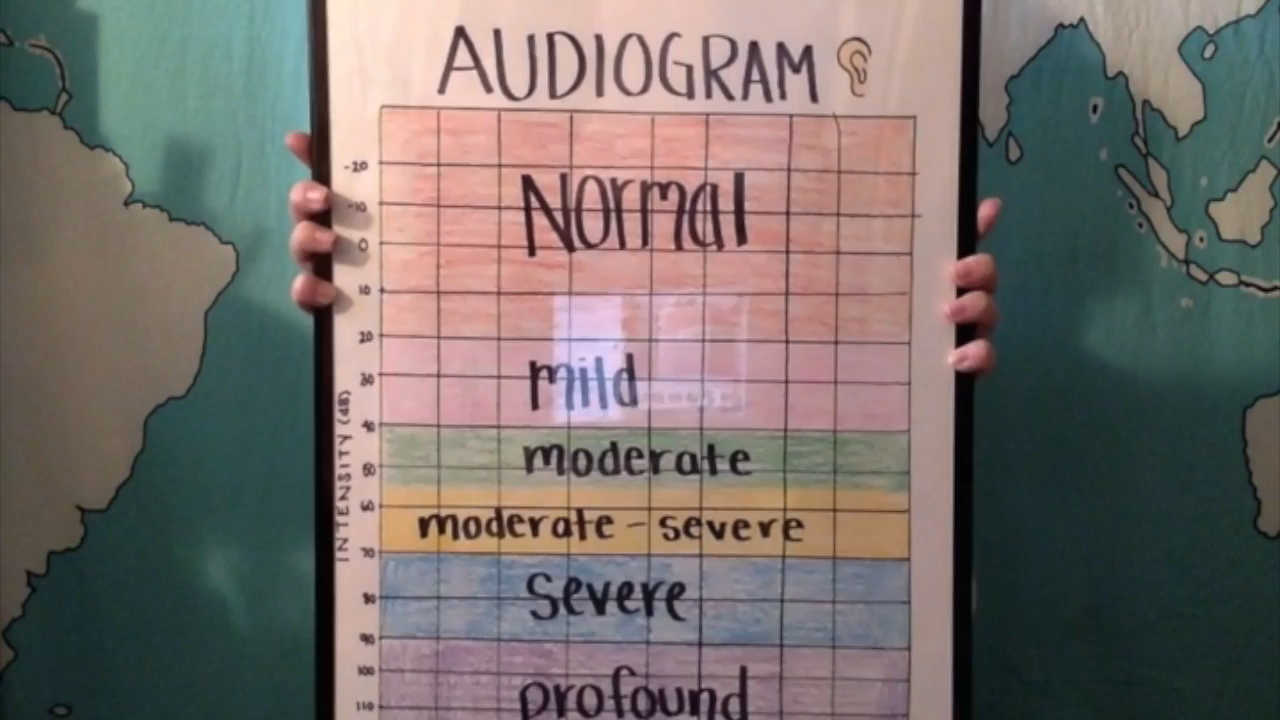 AUDIOGRAM
-20
-10
0
10
20
30
40
50
60
70
80
90
100
110
INTENSITY (dB)
Normal
mild
moderate
moderate - severe
severe
profound